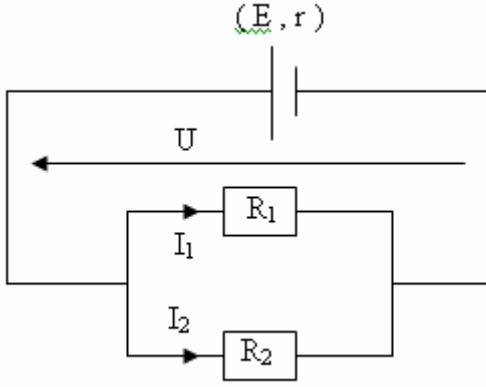 (E, r)
U
R₁
I₁
I₂
R₂